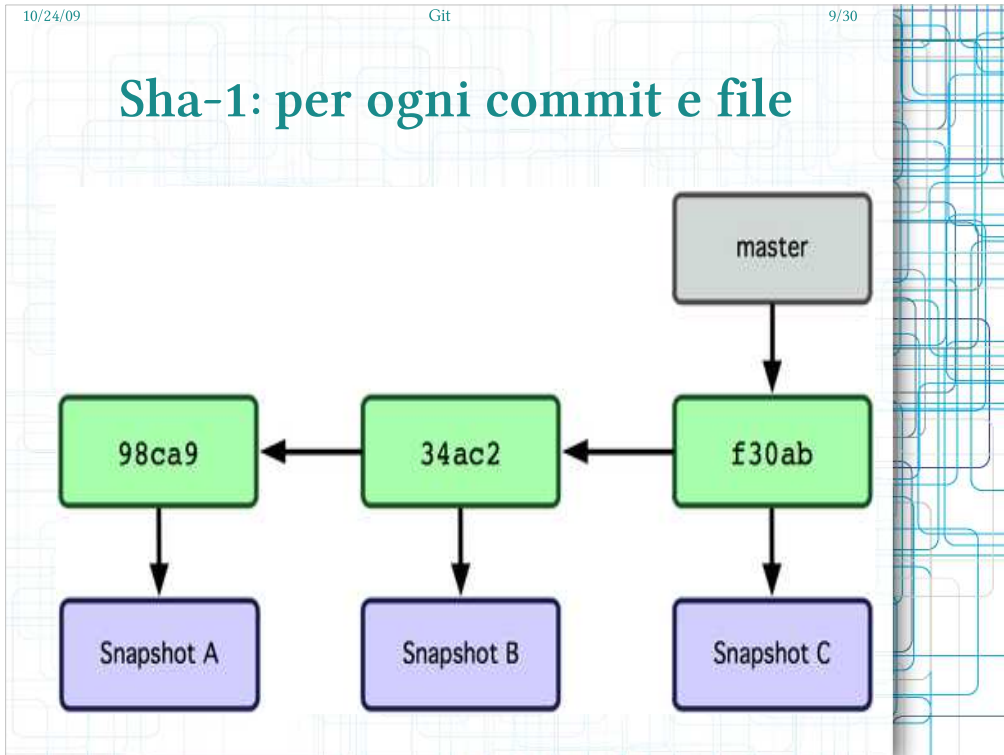 10/24/09 Git 9/30
Sha-1: per ogni commit e file
master
98ca9 34ac2 f30ab
Snapshot A Snapshot B Snapshot C